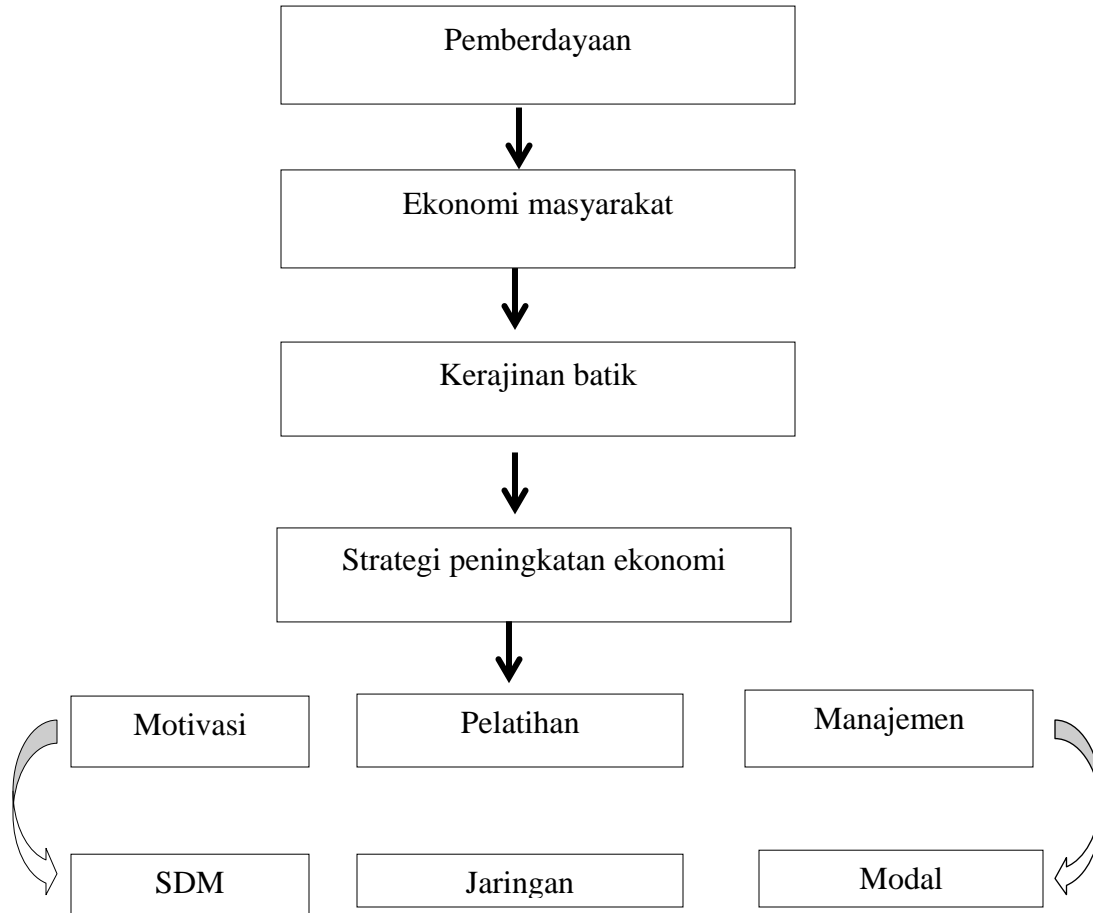 Pemberdayaan
Ekonomi masyarakat
Kerajinan batik
Strategi peningkatan ekonomi
Motivasi
Pelatihan
Manajemen
SDM
Jaringan
Modal